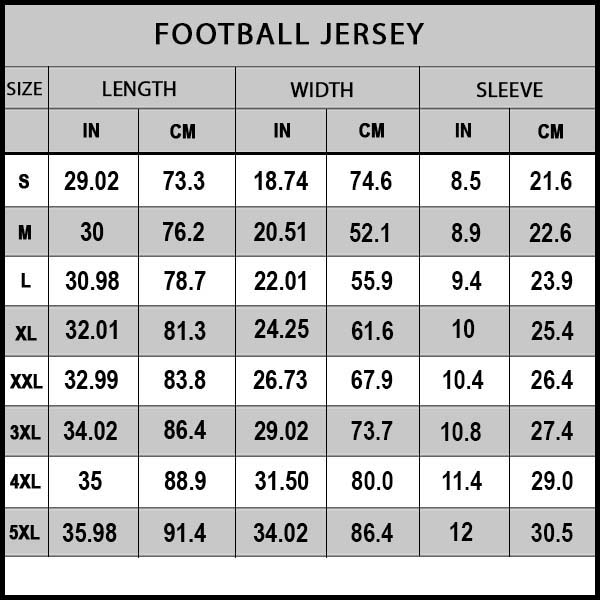 FOOTBALL JERSEY
SIZE LENGTH WIDTH SLEEVE
IN CM IN CM IN CM
S 29.02 73.3 18.74 74.6 8.5 21.6
M 30 76.2 20.51 52.1 8.9 22.6
L 30.98 78.7 22.01 55.9 9.4 23.9
XL 32.01 81.3 24.25 61.6 10 25.4
XXL 32.99 83.8 26.73 67.9 10.4 26.4
3XL 34.02 86.4 29.02 73.7 10.8 27.4
4XL 35 88.9 31.50 80.0 11.4 29.0
5XL 35.98 91.4 34.02 86.4 12 30.5